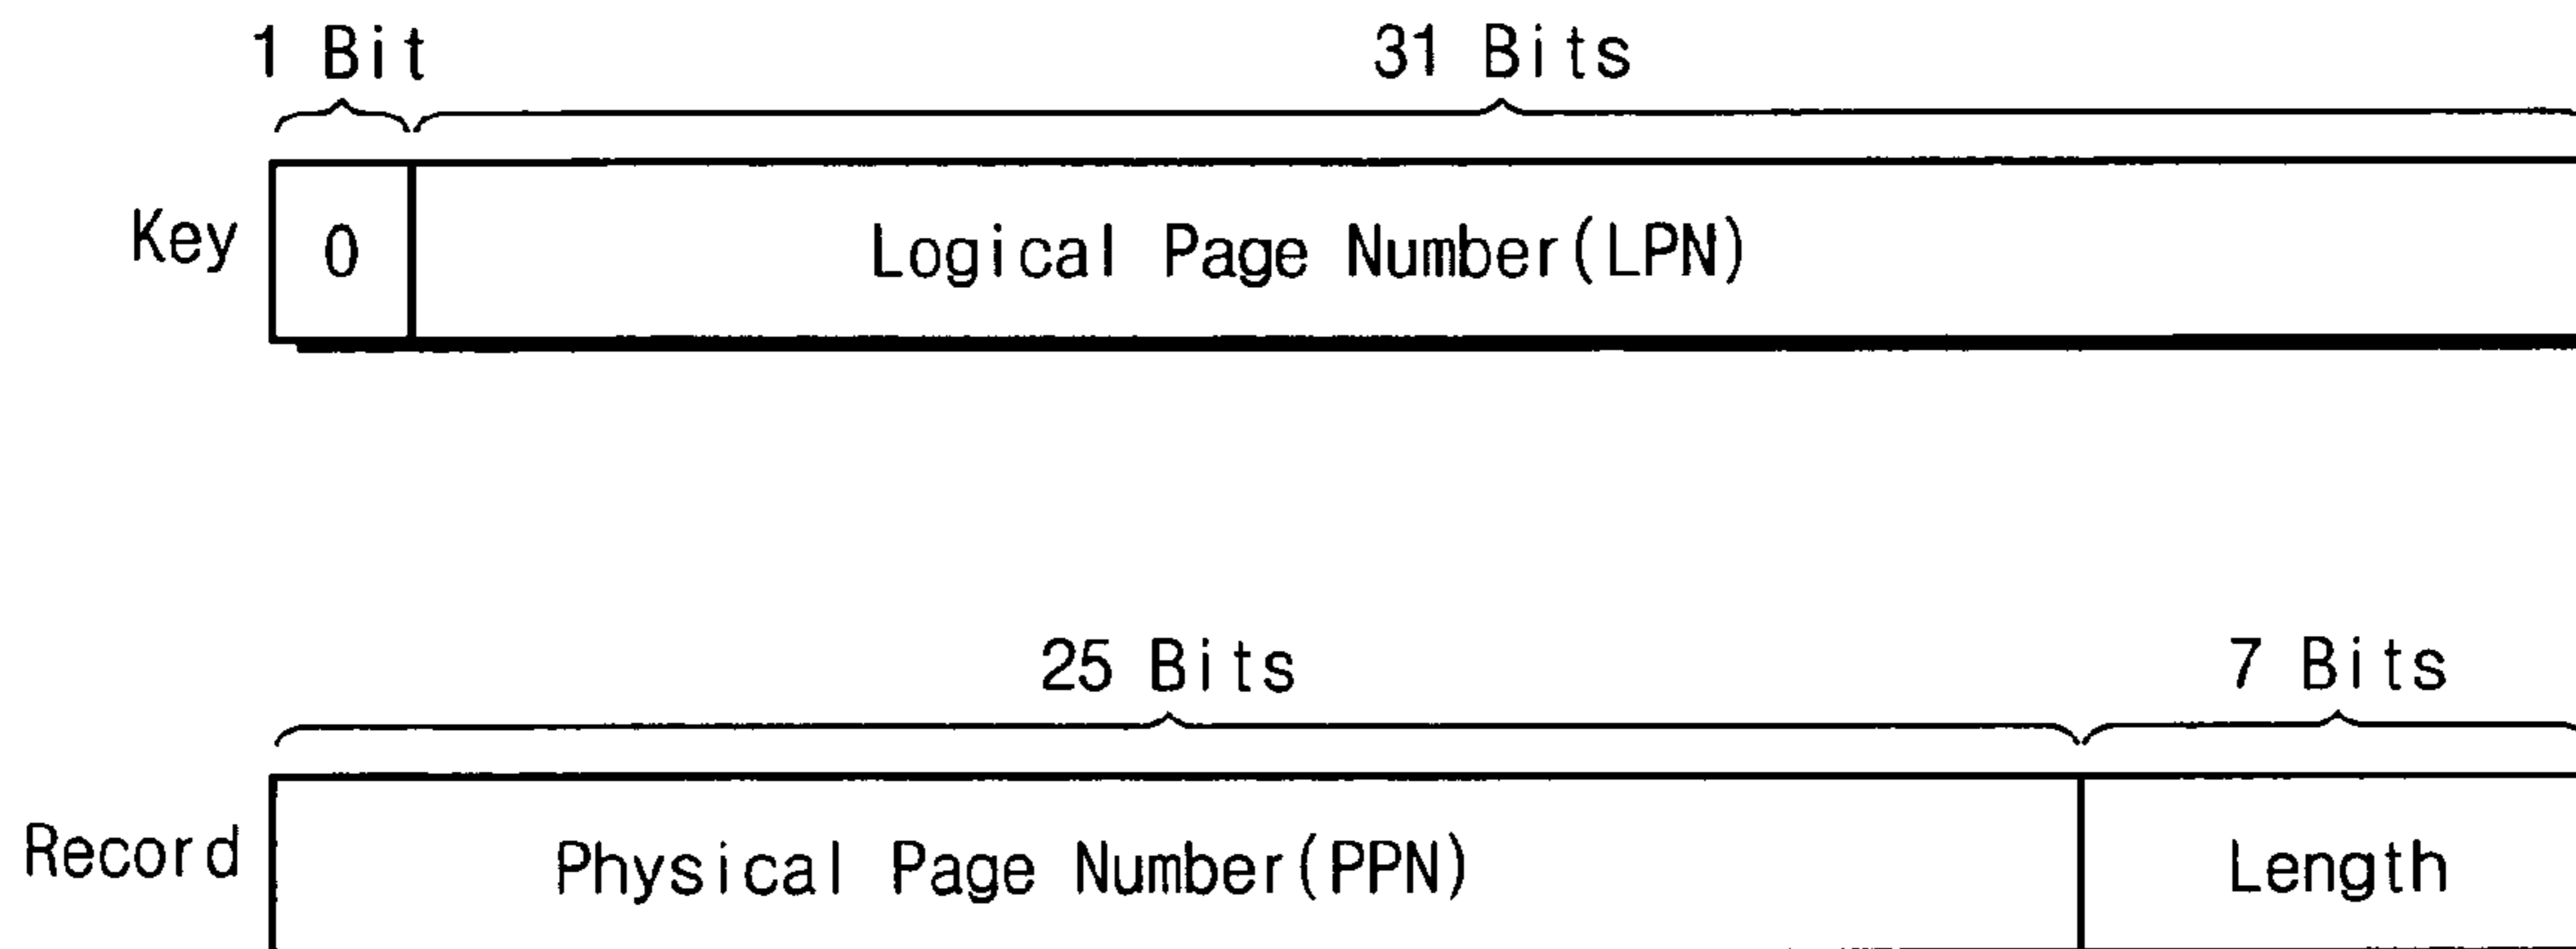 1 Bit 31 Bits
Key 0 Logical Page Number(LPN)
25 Bits 7 Bits
Record Physical Page Number(PPN) Length